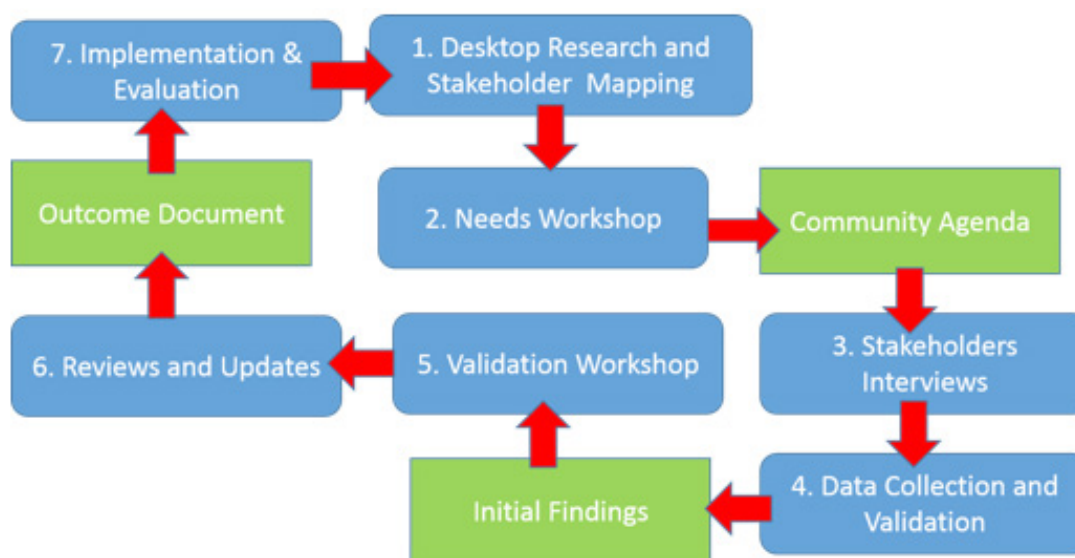 7. Implementation &
Evaluation
1. Desktop Research and
Stakeholder Mapping
Outcome Document
2. Needs Workshop
Community Agenda
6. Reviews and Updates
5. Validation Workshop
3. Stakeholders
Interviews
Initial Findings
4. Data Collection and
Validation